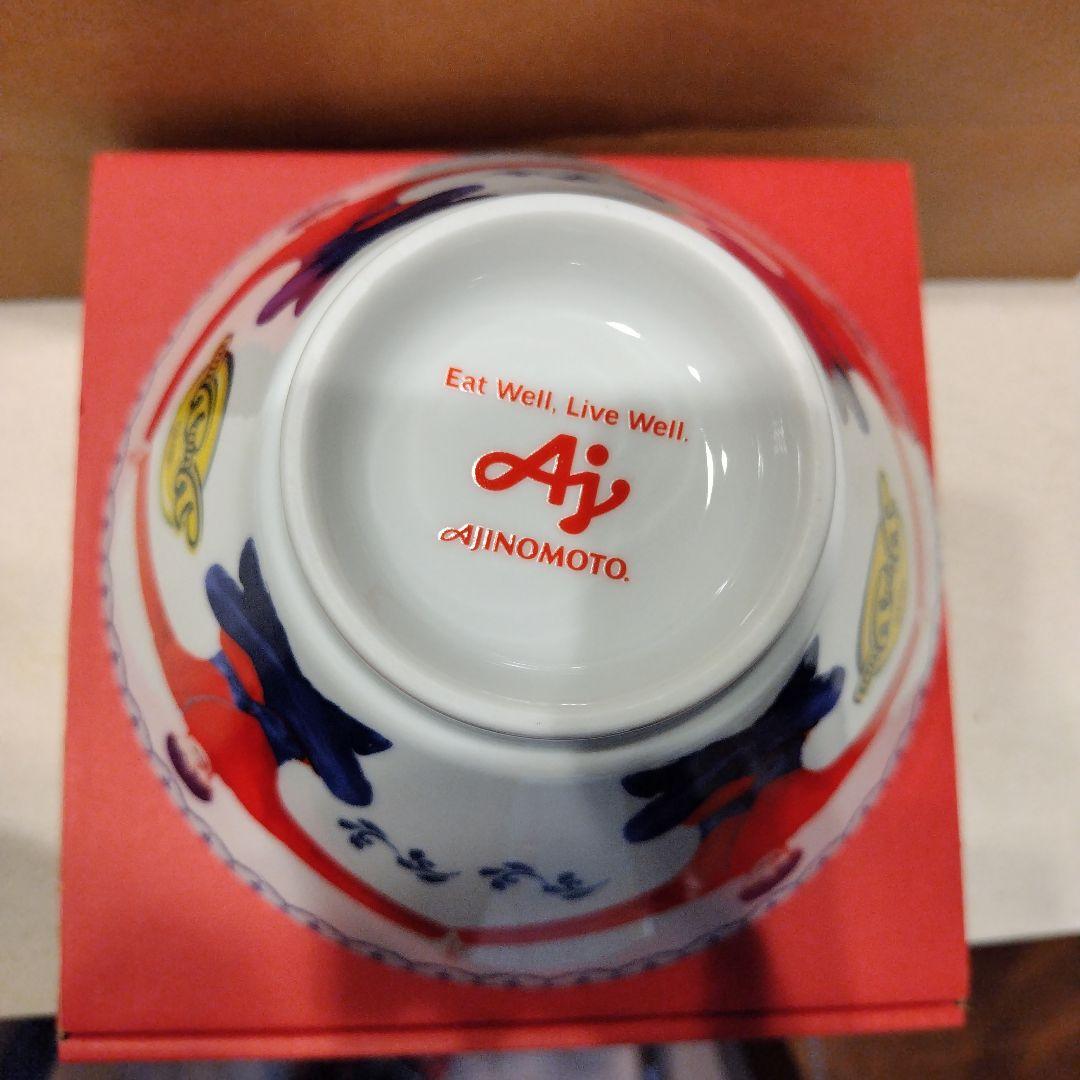 Eat Well, Live Well.
Aj
AJINOMOTO.